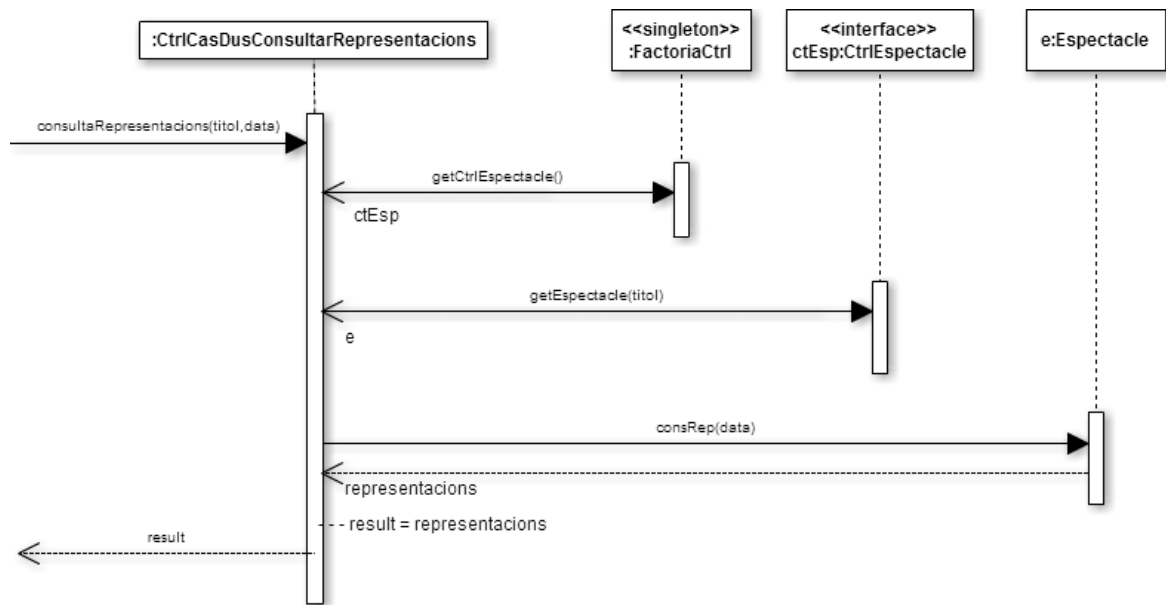 :CtrlCasDusConsultarRepresentacions
<<singleton>>
:FactoriaCtrl
<<interface>>
ctEsp:CtrlEspectacle
e:Espectacle
consultaRepresentacions(titol,data)
getCtrlEspectacle()
ctEsp
getEspectacle(titol)
e
consRep(data)
representacions
result = representacions
result